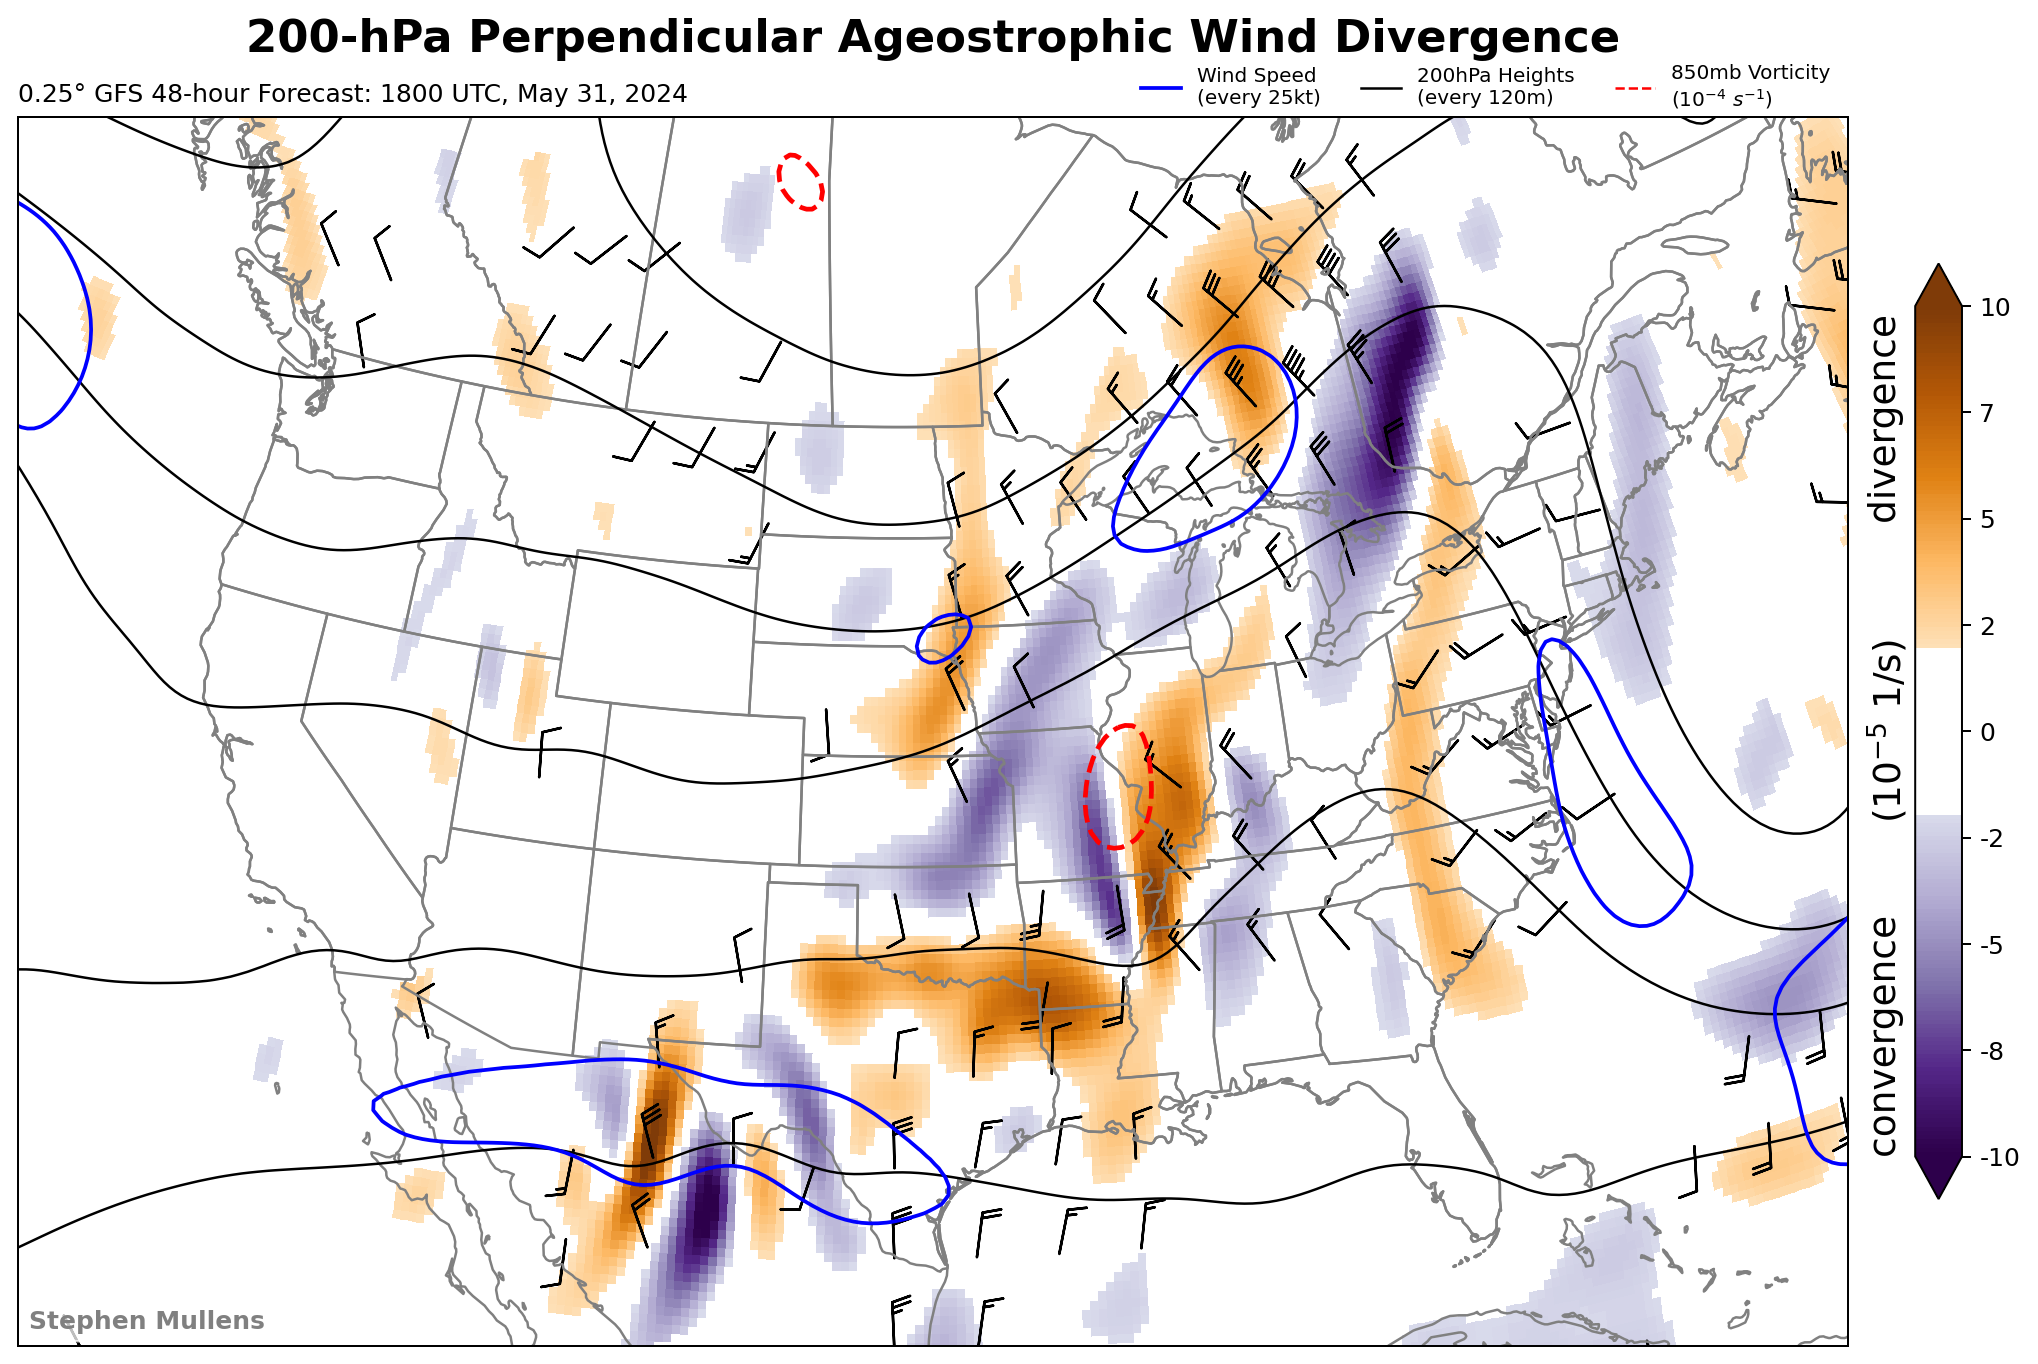 200-hPa Perpendicular Ageostrophic Wind Divergence
0.25° GFS 48-hour Forecast: 1800 UTC, May 31, 2024
Wind Speed
(every 25kt)
200hPa Heights
(every 120m)
850mb Vorticity
(10⁻⁴ s⁻¹)
10
7
5
2
0
-2
-5
-8
-10
convergence (10⁻⁵ 1/s) divergence
Stephen Mullens